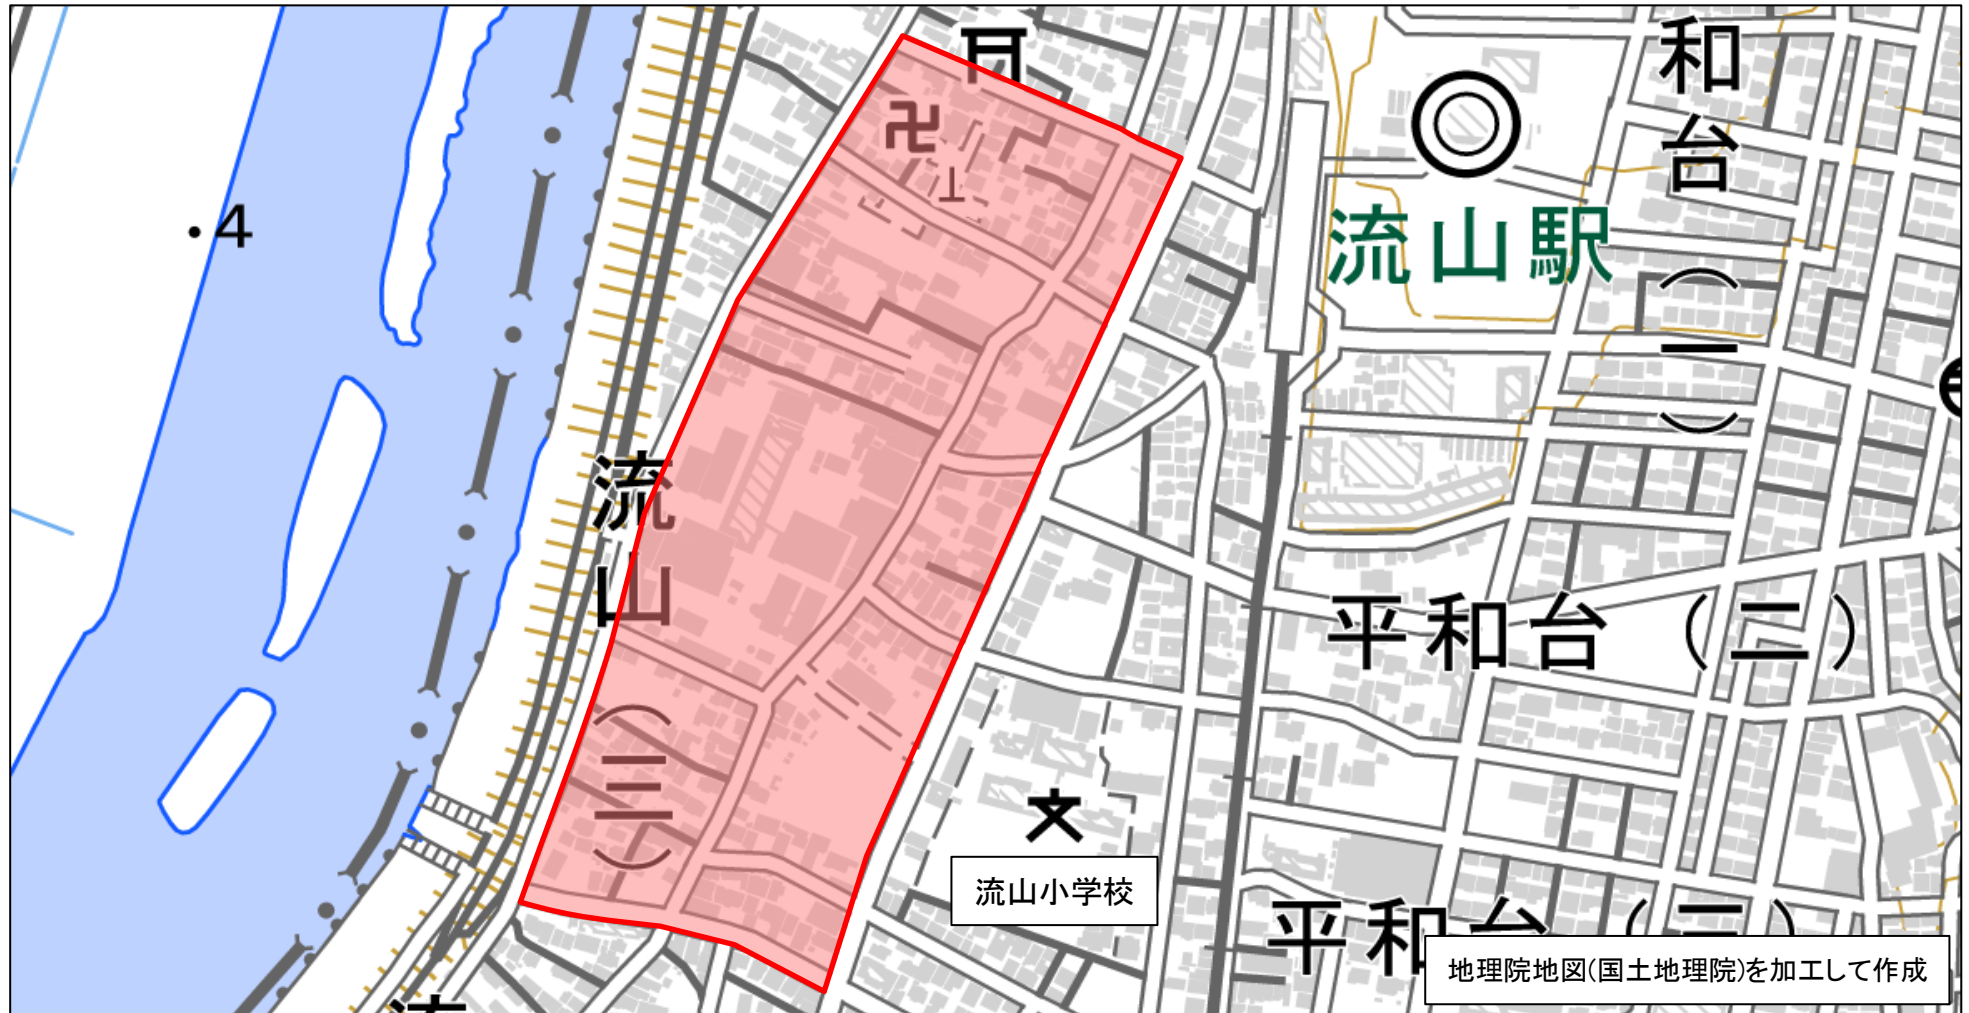 和台(一)
・4
流山駅
流山(三)
平和台(二)
流山小学校
平和台(三)
地理院地図(国土地理院)を加工して作成
流